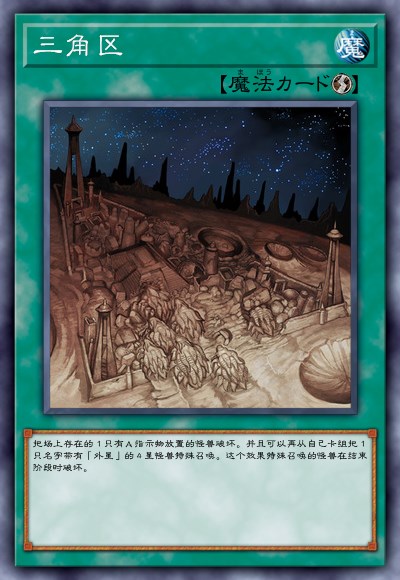 三角区
魔
【魔法カード】
まほう
把场上存在的1只有A指示物放置的怪兽破坏。并且可以再从自己卡组把1
只名字带有「外星」的4星怪兽特殊召唤。这个效果特殊召唤的怪兽在结束
阶段时破坏。